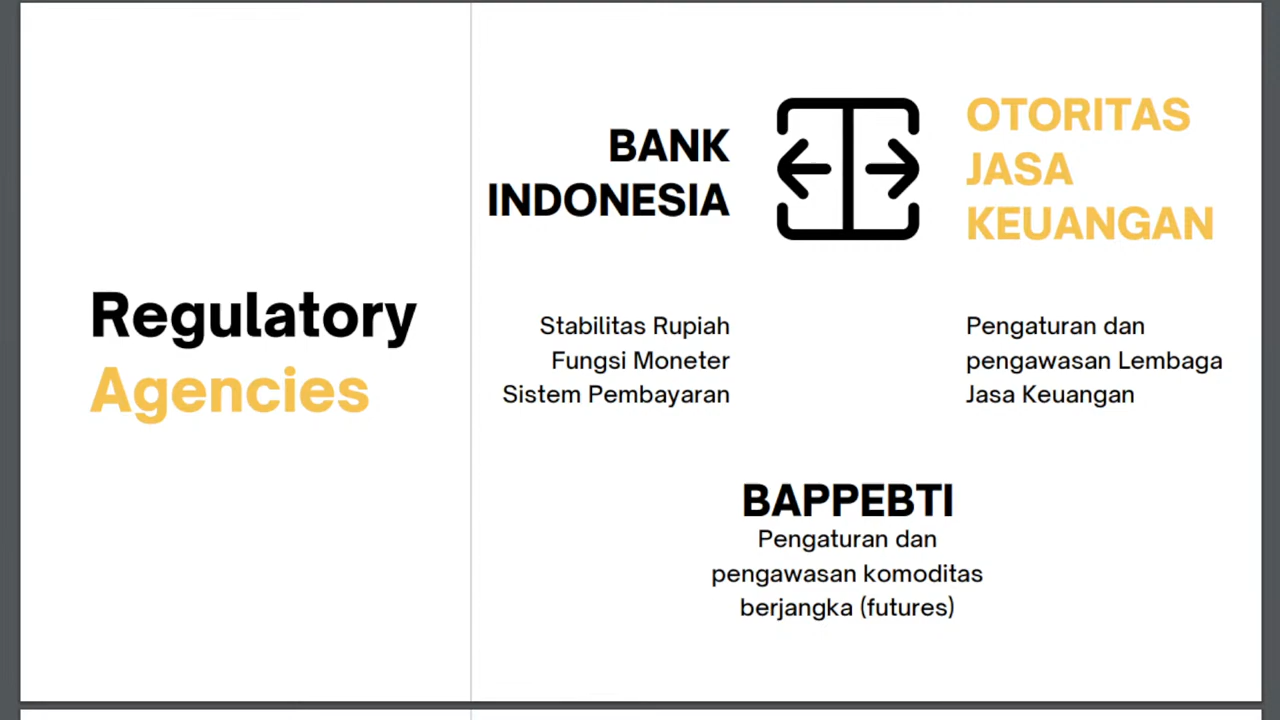 Regulatory
Agencies
BANK
INDONESIA
Stabilitas Rupiah
Fungsi Moneter
Sistem Pembayaran
OTORITAS
JASA
KEUANGAN
Pengaturan dan
pengawasan Lembaga
Jasa Keuangan
BAPPEBTI
Pengaturan dan
pengawasan komoditas
berjangka (futures)